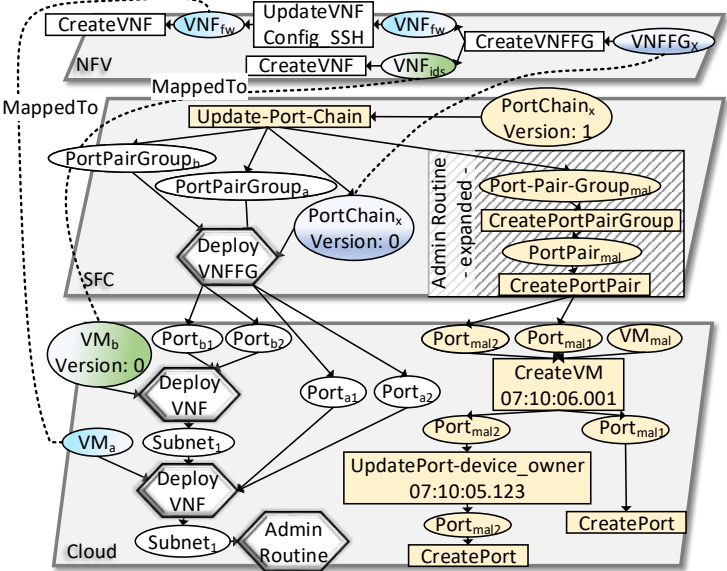 CreateVNF
VNFfw
UpdateVNF
Config_SSH
VNFfw
CreateVNFFG
VNFFGX
CreateVNF
VNFids
NFV
MappedTo
MappedTo
Update-Port-Chain
PortChainx
Version: 1
PortPairGroupb
PortPairGroupa
PortChainx
Version: 0
Deploy
VNFFG
Admin Routine
- expanded -
Port-Pair-Groupmal
CreatePortPairGroup
PortPairmal
CreatePortPair
SFC
VMb
Version: 0
Portb1
Portb2
Portmal2
Portmal1
VMmal
Deploy
VNF
Porta1
Porta2
CreateVM
07:10:06.001
VMa
Subnet1
Portmal2
Portmal1
Deploy
VNF
UpdatePort-device_owner
07:10:05.123
Subnet1
Admin
Routine
Portmal2
CreatePort
CreatePort
Cloud